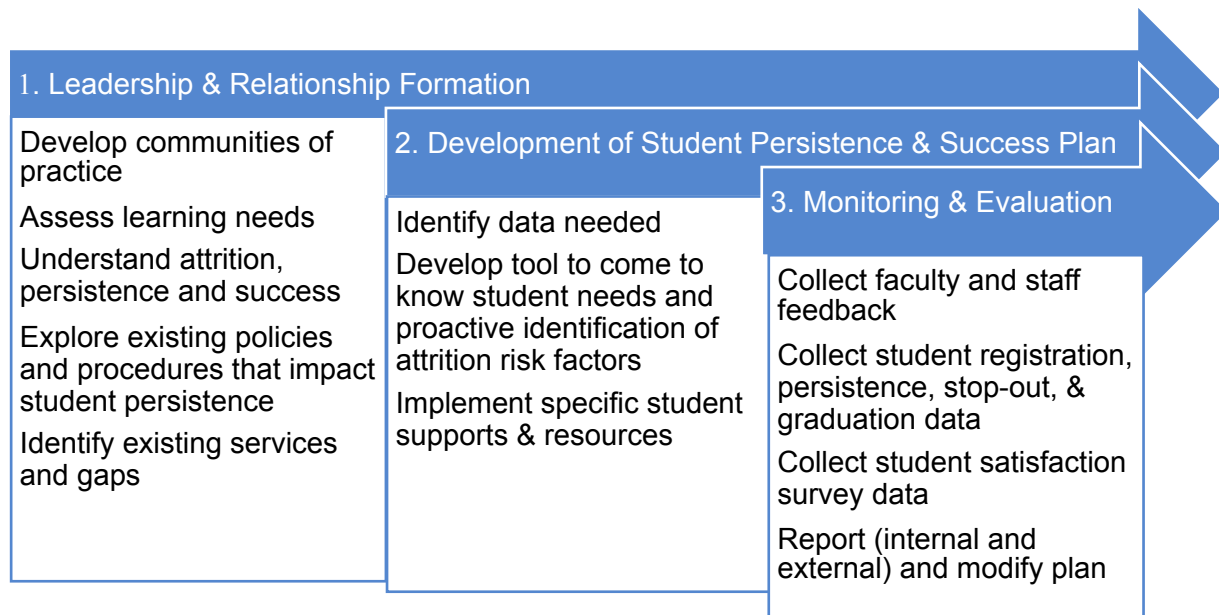 1. Leadership & Relationship Formation
Develop communities of
practice
Assess learning needs
Understand attrition,
persistence and success
Explore existing policies
and procedures that impact
student persistence
Identify existing services
and gaps
2. Development of Student Persistence & Success Plan
Identify data needed
Develop tool to come to
know student needs and
proactive identification of
attrition risk factors
Implement specific student
supports & resources
3. Monitoring & Evaluation
Collect faculty and staff
feedback
Collect student registration,
persistence, stop-out, &
graduation data
Collect student satisfaction
survey data
Report (internal and
external) and modify plan